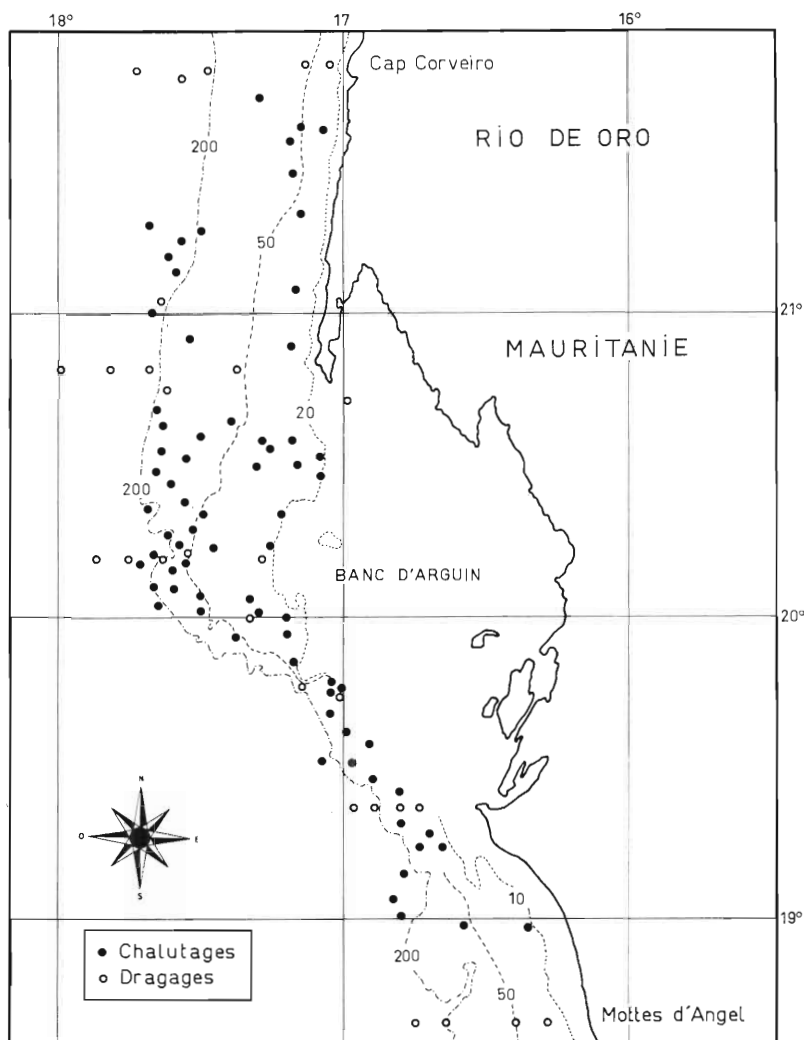 18°
17
16°
Cap Corveiro
RiO DE ORO
200
50
21°
MAURiTANiE
20
200
BANC D'ARGUIN
20°
N
O
E
S
10
19°
200
50
Chalutages
Dragages
Mottes d'Angel